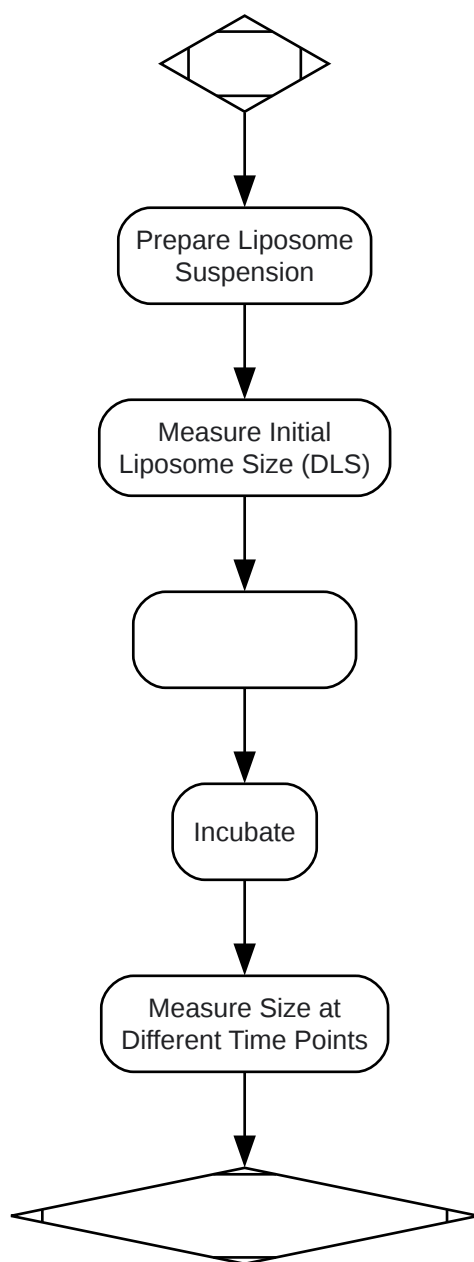 Prepare Liposome
Suspension
Measure Initial
Liposome Size (DLS)
Incubate
Measure Size at
Different Time Points